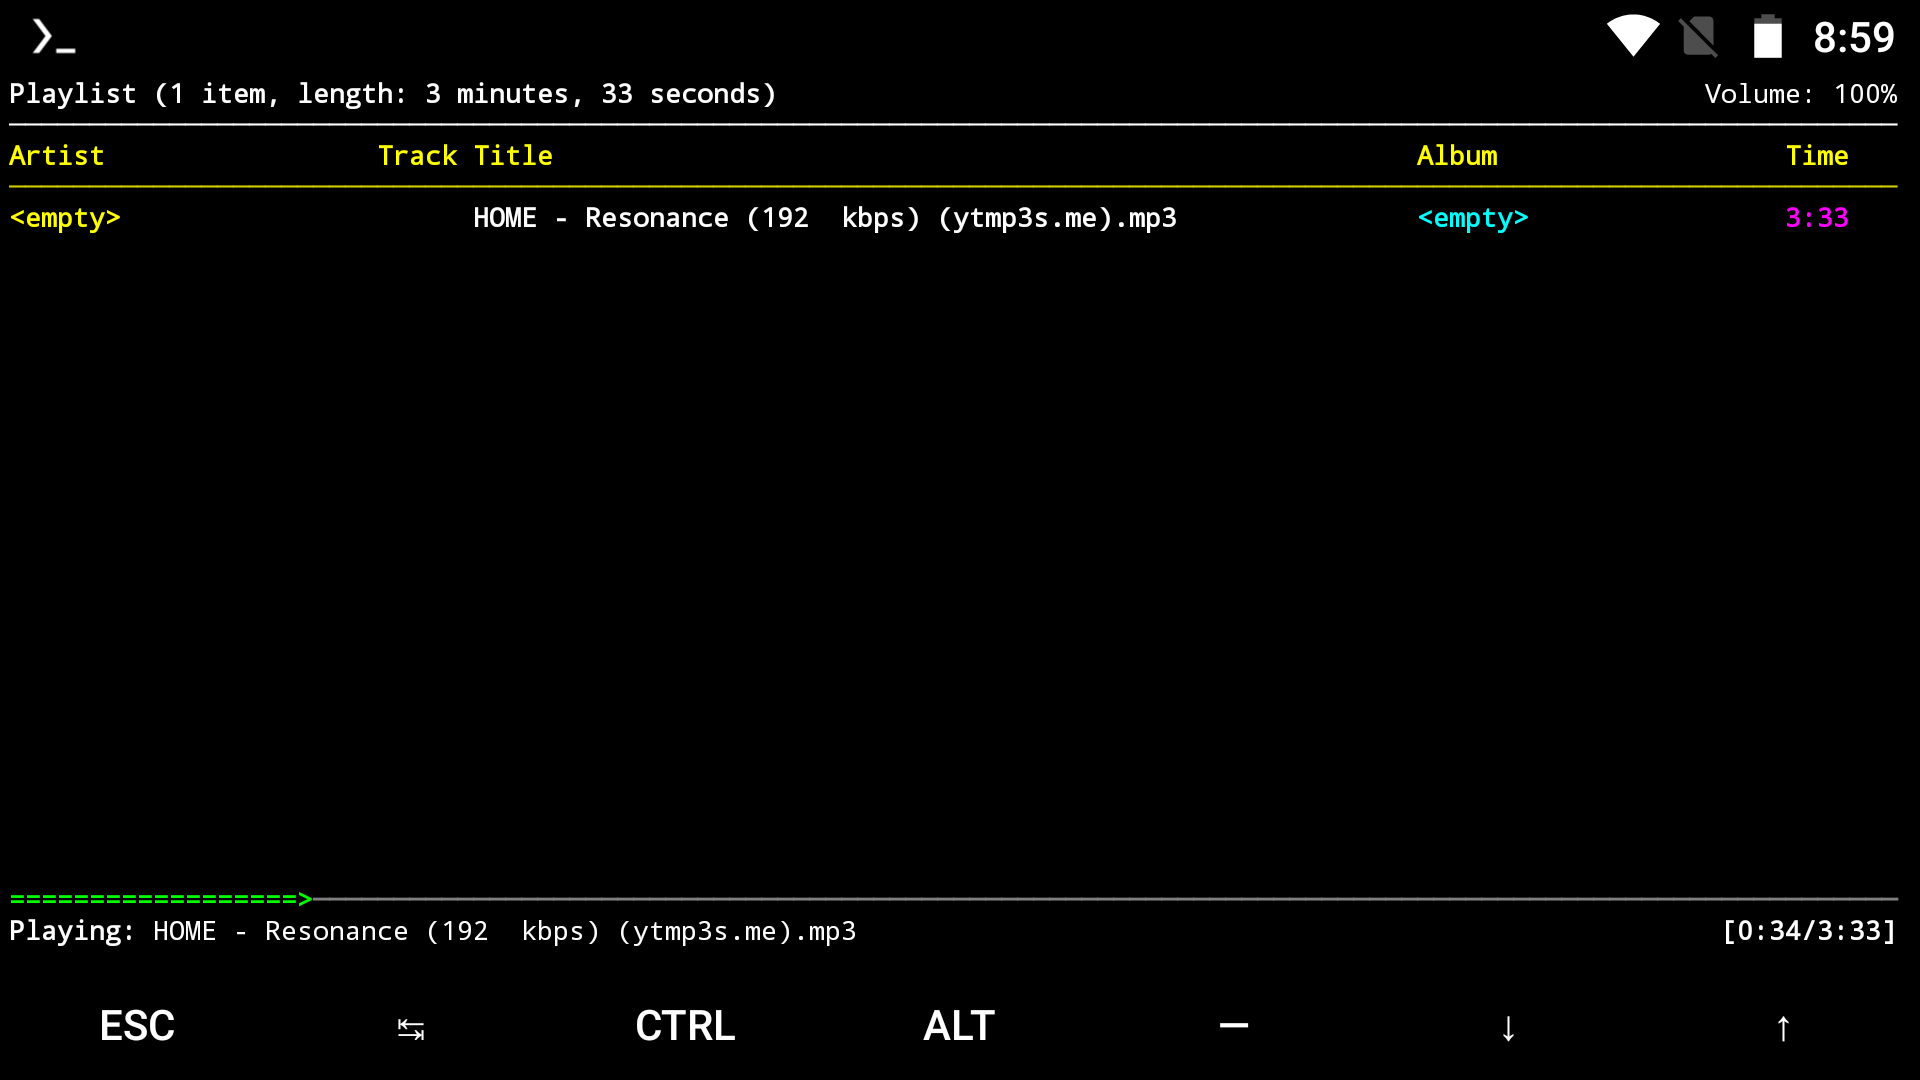 8:59
Playlist (1 item, length: 3 minutes, 33 seconds) Volume: 100%
Artist Track Title Album Time
<empty> HOME - Resonance (192  kbps) (ytmp3s.me).mp3 <empty> 3:33
==================>
Playing: HOME - Resonance (192  kbps) (ytmp3s.me).mp3 [0:34/3:33]
ESC ↹ CTRL ALT — ↓ ↑